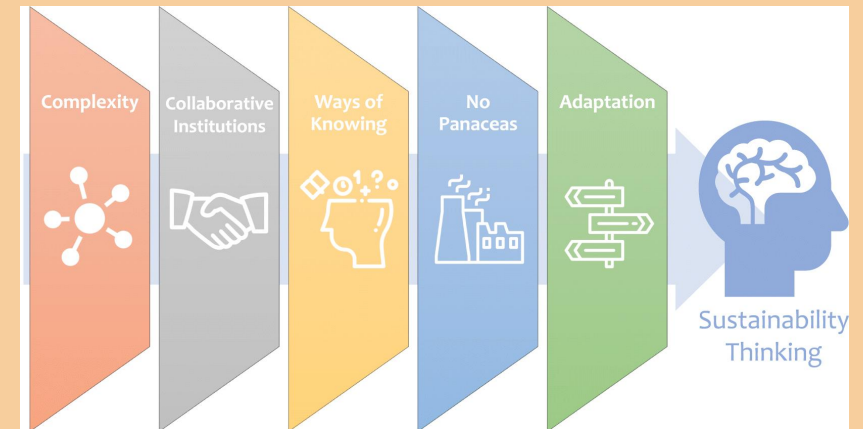 Complexity
Collaborative
Institutions
Ways of
Knowing
No
Panaceas
Adaptation
Sustainability
Thinking